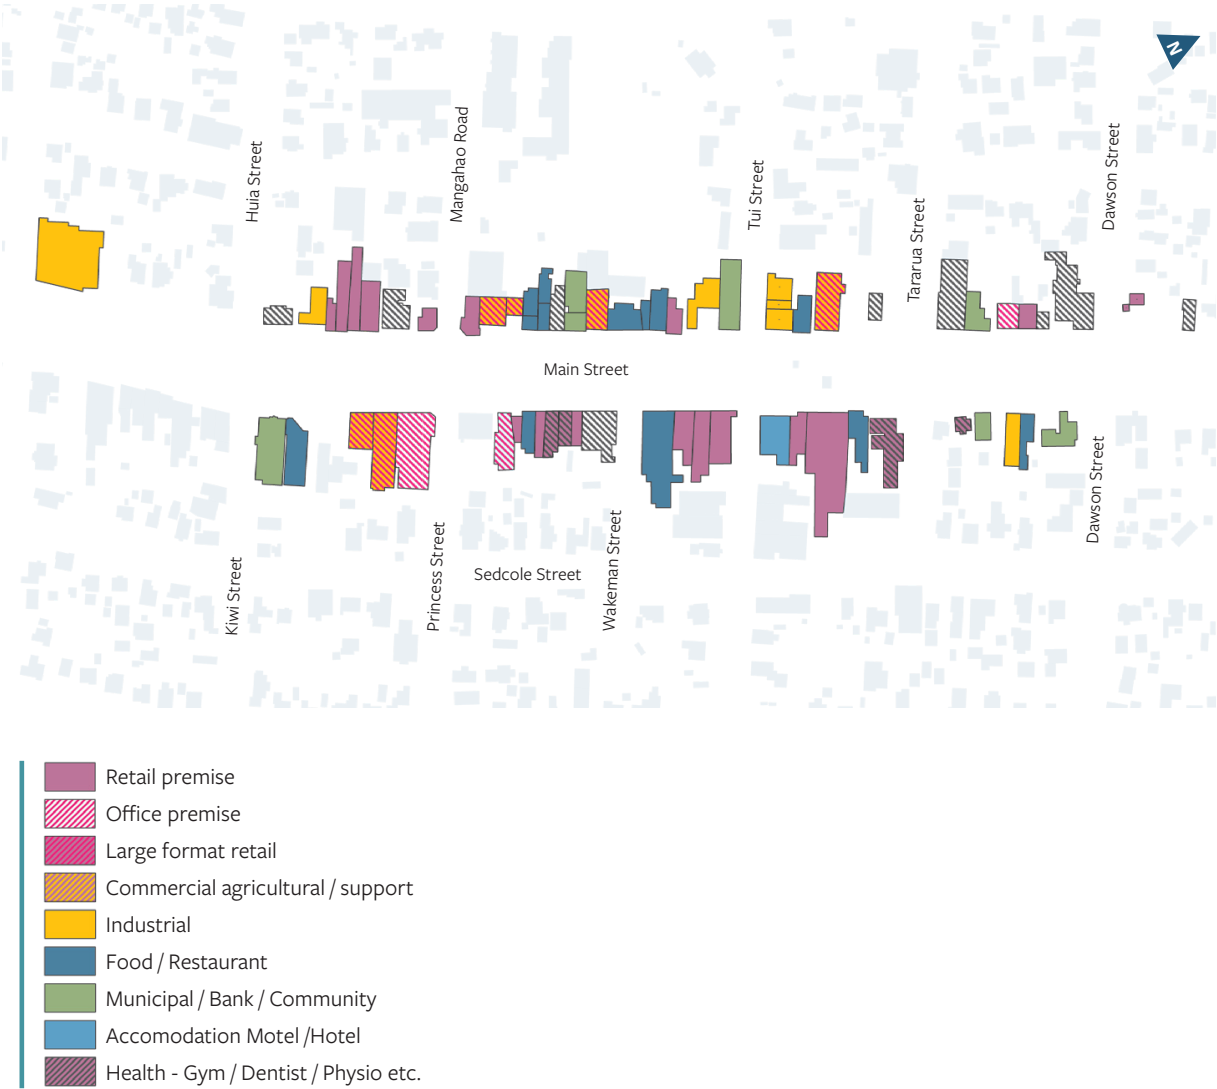 N
Huia Street
Mangahao Road
Tui Street
Tararua Street
Dawson Street
Main Street
Kiwi Street
Princess Street
Sedcole Street
Wakeman Street
Dawson Street
Retail premise
Office premise
Large format retail
Commercial agricultural / support
Industrial
Food / Restaurant
Municipal / Bank / Community
Accomodation Motel /Hotel
Health - Gym / Dentist / Physio etc.